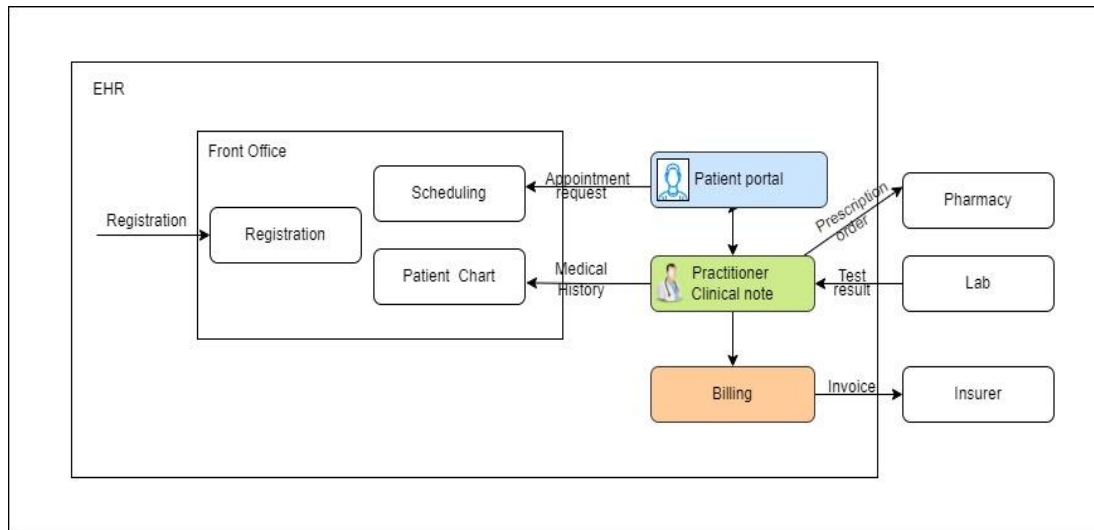 EHR
Front Office
Scheduling
Appointment
request
Patient portal
Registration
Registration
Prescription
order
Pharmacy
Patient Chart
Medical
History
Practitioner
Clinical note
Test
result
Lab
Billing
Invoice
Insurer